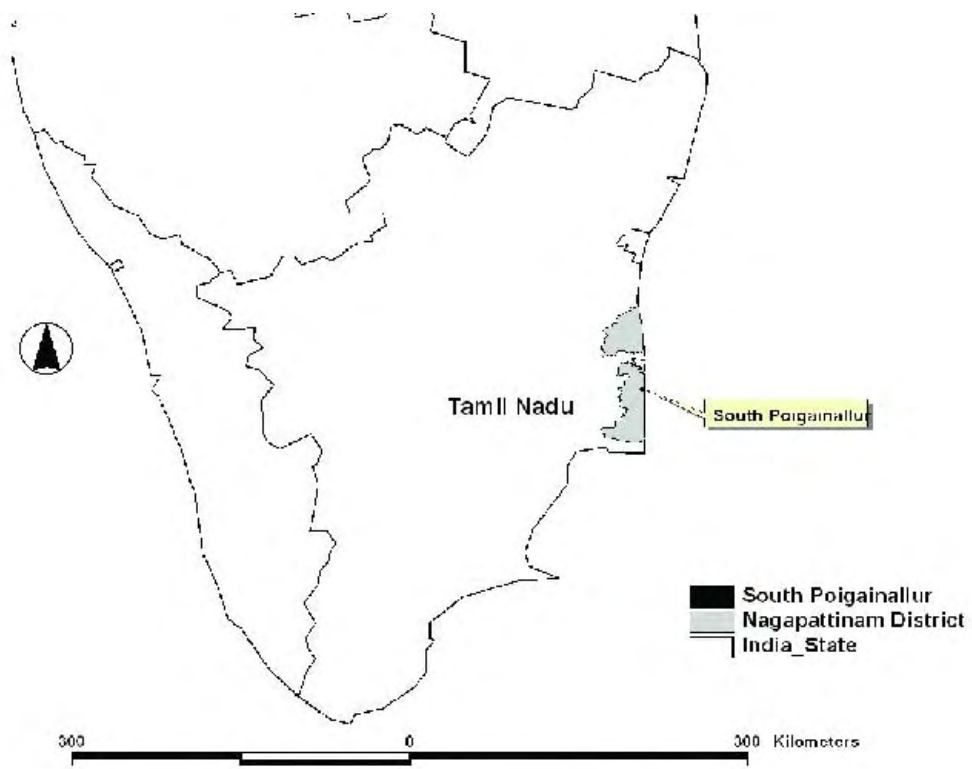 Tamil Nadu
South Poigainallur
South Poigainallur
Nagapattinam District
India_State
300 0 300 Kilometers